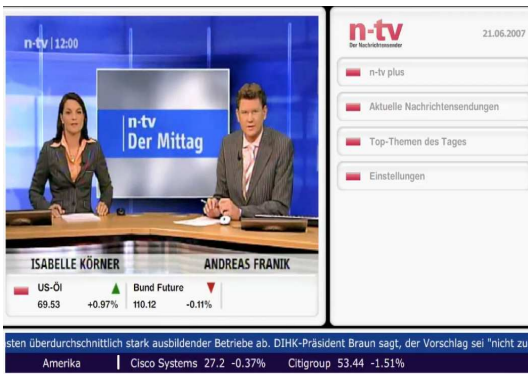 n-tv | 12:00
n-tv
Der Mittag
ISABELLE KÖRNER
ANDREAS FRANIK
US-Öl
69.53 +0.97%
Bund Future
110.12 -0.11%
n-tv
Der Nachrichtensender
21.06.2007
n-tv plus
Aktuelle Nachrichtensendungen
Top-Themen des Tages
Einstellungen
sten überdurchschnittlich stark ausbildender Betriebe ab. DIHK-Präsident Braun sagt, der Vorschlag sei "nicht zu
Amerika | Cisco Systems 27.2 -0.37% Citigroup 53.44 -1.51%